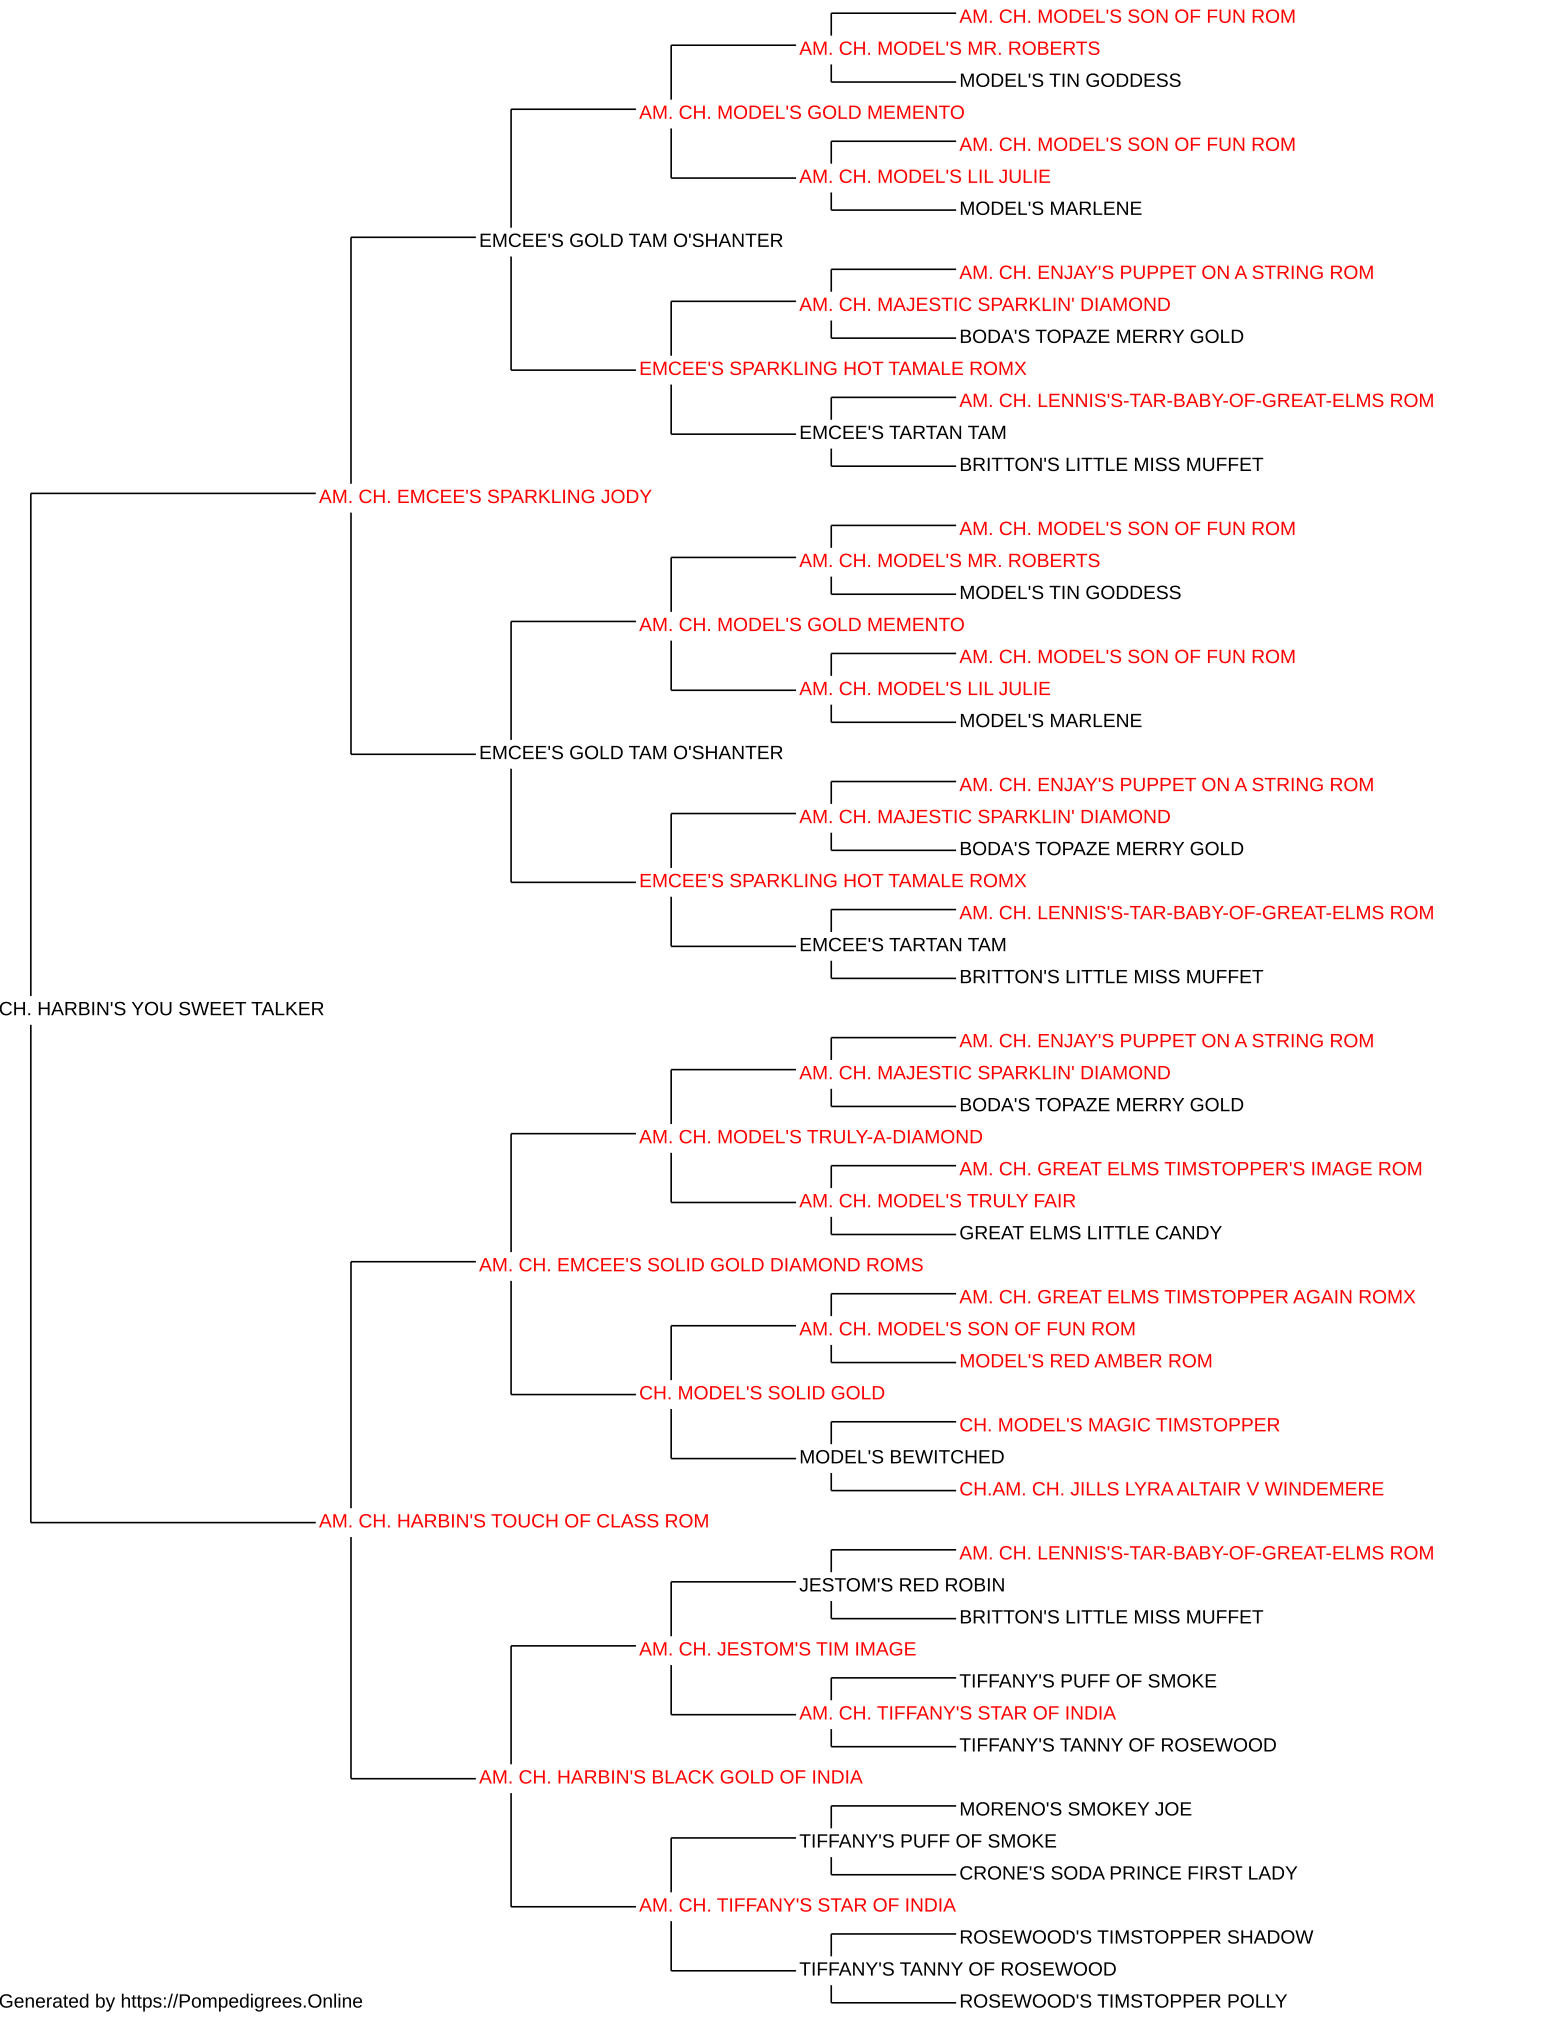 AM. CH. MODEL'S SON OF FUN ROM
AM. CH. MODEL'S MR. ROBERTS
MODEL'S TIN GODDESS
AM. CH. MODEL'S GOLD MEMENTO
AM. CH. MODEL'S SON OF FUN ROM
AM. CH. MODEL'S LIL JULIE
MODEL'S MARLENE
EMCEE'S GOLD TAM O'SHANTER
AM. CH. ENJAY'S PUPPET ON A STRING ROM
AM. CH. MAJESTIC SPARKLIN' DIAMOND
BODA'S TOPAZE MERRY GOLD
EMCEE'S SPARKLING HOT TAMALE ROMX
AM. CH. LENNIS'S-TAR-BABY-OF-GREAT-ELMS ROM
EMCEE'S TARTAN TAM
BRITTON'S LITTLE MISS MUFFET
AM. CH. EMCEE'S SPARKLING JODY
AM. CH. MODEL'S SON OF FUN ROM
AM. CH. MODEL'S MR. ROBERTS
MODEL'S TIN GODDESS
AM. CH. MODEL'S GOLD MEMENTO
AM. CH. MODEL'S SON OF FUN ROM
AM. CH. MODEL'S LIL JULIE
MODEL'S MARLENE
EMCEE'S GOLD TAM O'SHANTER
AM. CH. ENJAY'S PUPPET ON A STRING ROM
AM. CH. MAJESTIC SPARKLIN' DIAMOND
BODA'S TOPAZE MERRY GOLD
EMCEE'S SPARKLING HOT TAMALE ROMX
AM. CH. LENNIS'S-TAR-BABY-OF-GREAT-ELMS ROM
EMCEE'S TARTAN TAM
BRITTON'S LITTLE MISS MUFFET
CH. HARBIN'S YOU SWEET TALKER
AM. CH. ENJAY'S PUPPET ON A STRING ROM
AM. CH. MAJESTIC SPARKLIN' DIAMOND
BODA'S TOPAZE MERRY GOLD
AM. CH. MODEL'S TRULY-A-DIAMOND
AM. CH. GREAT ELMS TIMSTOPPER'S IMAGE ROM
AM. CH. MODEL'S TRULY FAIR
GREAT ELMS LITTLE CANDY
AM. CH. EMCEE'S SOLID GOLD DIAMOND ROMS
AM. CH. GREAT ELMS TIMSTOPPER AGAIN ROMX
AM. CH. MODEL'S SON OF FUN ROM
MODEL'S RED AMBER ROM
CH. MODEL'S SOLID GOLD
CH. MODEL'S MAGIC TIMSTOPPER
MODEL'S BEWITCHED
CH.AM. CH. JILLS LYRA ALTAIR V WINDEMERE
AM. CH. HARBIN'S TOUCH OF CLASS ROM
AM. CH. LENNIS'S-TAR-BABY-OF-GREAT-ELMS ROM
JESTOM'S RED ROBIN
BRITTON'S LITTLE MISS MUFFET
AM. CH. JESTOM'S TIM IMAGE
TIFFANY'S PUFF OF SMOKE
AM. CH. TIFFANY'S STAR OF INDIA
TIFFANY'S TANNY OF ROSEWOOD
AM. CH. HARBIN'S BLACK GOLD OF INDIA
MORENO'S SMOKEY JOE
TIFFANY'S PUFF OF SMOKE
CRONE'S SODA PRINCE FIRST LADY
AM. CH. TIFFANY'S STAR OF INDIA
ROSEWOOD'S TIMSTOPPER SHADOW
TIFFANY'S TANNY OF ROSEWOOD
ROSEWOOD'S TIMSTOPPER POLLY
Generated by https://Pompedigrees.Online